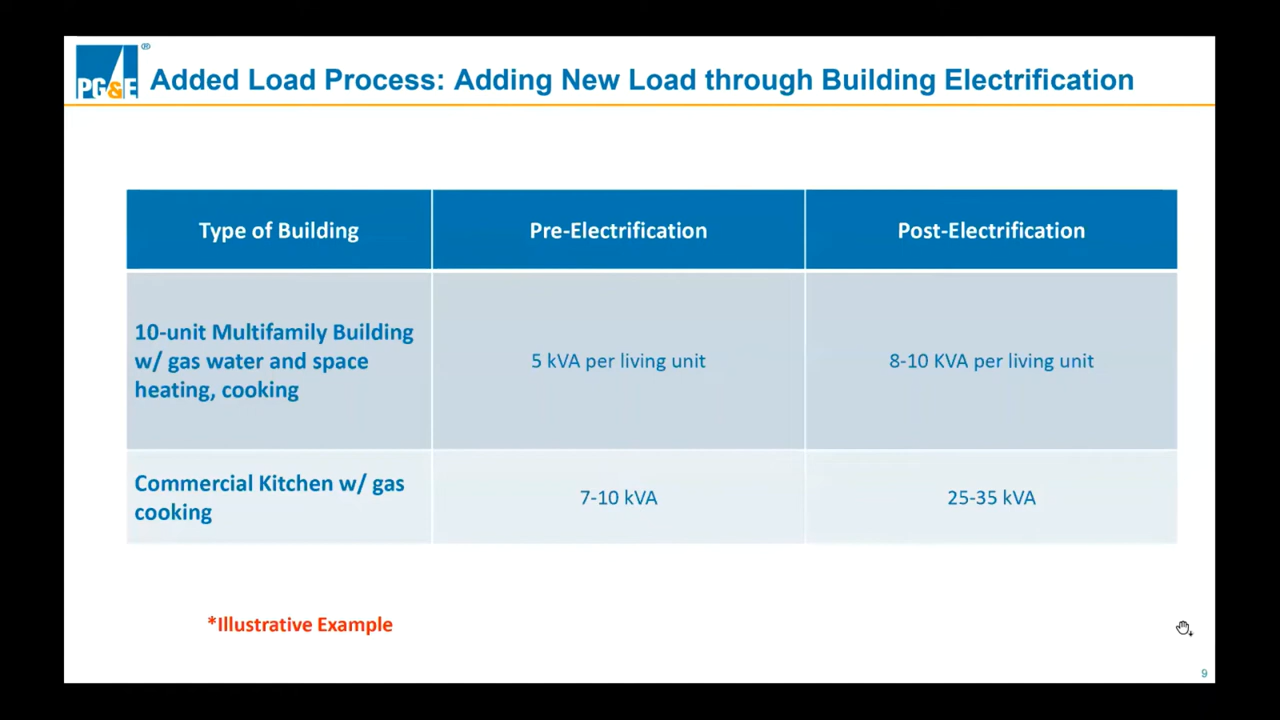 PG&E®
Added Load Process: Adding New Load through Building Electrification
Type of Building
Pre-Electrification
Post-Electrification
10-unit Multifamily Building
w/ gas water and space
heating, cooking
5 kVA per living unit
8-10 KVA per living unit
Commercial Kitchen w/ gas
cooking
7-10 kVA
25-35 kVA
*Illustrative Example
9